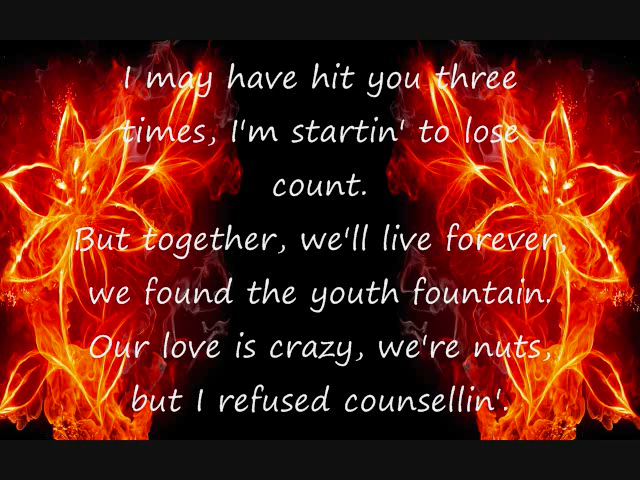 I may have hit you three
times, I'm startin' to lose
count.
But together, we'll live forever,
we found the youth fountain.
Our love is crazy, we're nuts,
but I refused counsellin'.